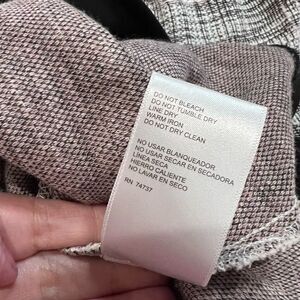 DO NOT BLEACH
DO NOT TUMBLE DRY
LINE DRY
WARM IRON
DO NOT DRY CLEAN
NO USAR BLANQUEADOR
NO USAR SECAR EN SECADORA
LÍNEA SECA
HIERRO CALIENTE
NO LAVAR EN SECO
RN 74737